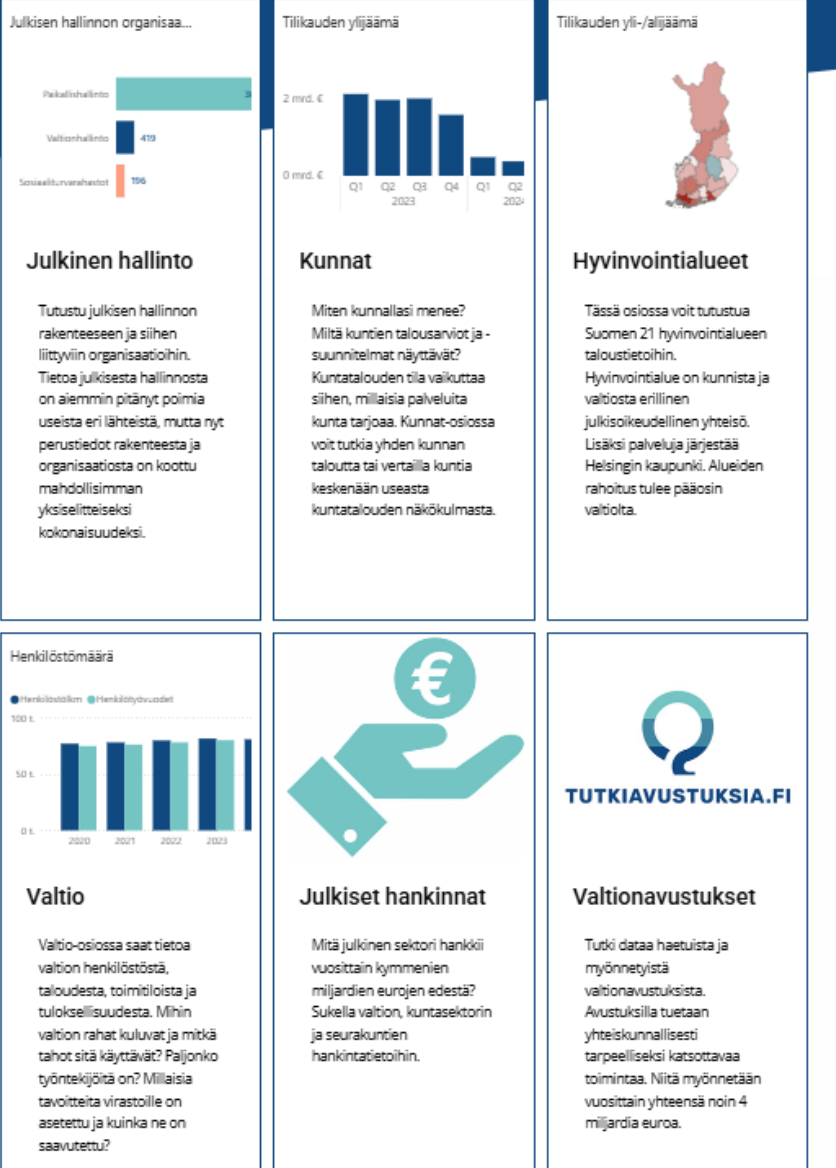 Julkisen hallinnon organisaa...
Paikallishallinto
Valtionhallinto
419
Sosiaaliturvarahastot
196
Julkinen hallinto
Tutustu julkisen hallinnon
rakenteeseen ja siihen
liittyviin organisaatioihin.
Tietoa julkisesta hallinnosta
on aiemmin pitänyt poimia
useista eri lähteistä, mutta nyt
perustiedot rakenteesta ja
organisaatiosta on koottu
mahdollisimman
yksiselitteiseksi
kokonaisuudeksi.
Tilikauden ylijäämä
2 mrd. €
0 mrd. €
Q1 Q2 Q3 Q4 Q1 Q2
2023
Kunnat
Miten kunnallasi menee?
Miltä kuntien talousarviot ja -
suunnitelmat näyttävät?
Kuntatalouden tila vaikuttaa
siihen, millaisia palveluita
kunta tarjoaa. Kunnat-osiossa
voit tutkia yhden kunnan
taloutta tai vertailla kuntia
keskenään useasta
kuntatalouden näkökulmasta.
Tilikauden yli-/alijäämä
Hyvinvointialueet
Tässä osiossa voit tutustua
Suomen 21 hyvinvointialueen
taloustietoihin.
Hyvinvointialue on kunnista ja
valtiosta erillinen
julkisoikeudellinen yhteisö.
Lisäksi palveluja järjestää
Helsingin kaupunki. Alueiden
rahoitus tulee pääosin
valtiolta.
Henkilöstömäärä
Henkilöstölkm Henkilötyövuodet
100 t.
50 t.
0 t.
2020 2021 2022 2023
Valtio
Valtio-osiossa saat tietoa
valtion henkilöstöstä,
taloudesta, toimitiloista ja
tuloksellisuudesta. Mihin
valtion rahat kuluvat ja mitkä
tahot sitä käyttävät? Paljonko
työntekijöitä on? Millaisia
tavoitteita virastoille on
asetettu ja kuinka ne on
saavutettu?
€
Julkiset hankinnat
Mitä julkinen sektori hankkii
vuosittain kymmenien
miljardien eurojen edestä?
Sukella valtion, kuntasektorin
ja seurakuntien
hankintatietoihin.
TUTKIAVUSTUKSIA.FI
Valtionavustukset
Tutki dataa haetuista ja
myönnetyistä
valtionavustuksista.
Avustuksilla tuetaan
yhteiskunnallisesti
tarpeelliseksi katsottavaa
toimintaa. Niitä myönnetään
vuosittain yhteensä noin 4
miljardia euroa.